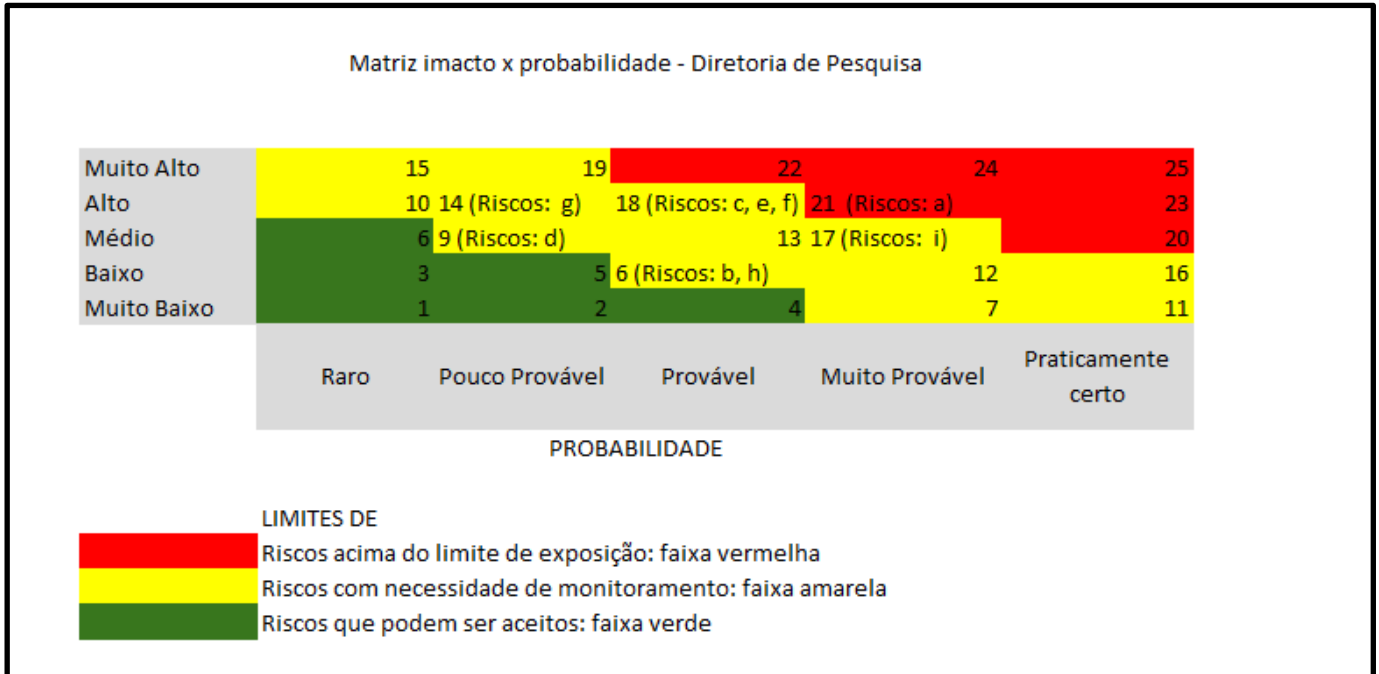 Matriz imacto x probabilidade - Diretoria de Pesquisa
Muito Alto 15 19 22 24 25
Alto 10 14 (Riscos: g) 18 (Riscos: c, e, f) 21 (Riscos: a) 23
Médio 6 9 (Riscos: d) 13 17 (Riscos: i) 20
Baixo 3 5 6 (Riscos: b, h) 12 16
Muito Baixo 1 2 4 7 11
Raro Pouco Provável Provável Muito Provável Praticamente
certo
PROBABILIDADE
LIMITES DE
Riscos acima do limite de exposição: faixa vermelha
Riscos com necessidade de monitoramento: faixa amarela
Riscos que podem ser aceitos: faixa verde